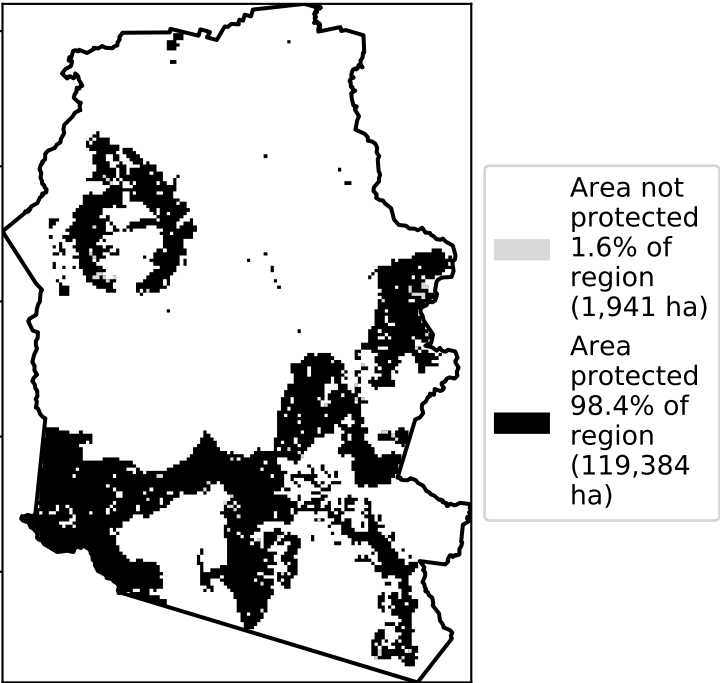 Area not
protected
1.6% of
region
(1,941 ha)
Area
protected
98.4% of
region
(119,384
ha)